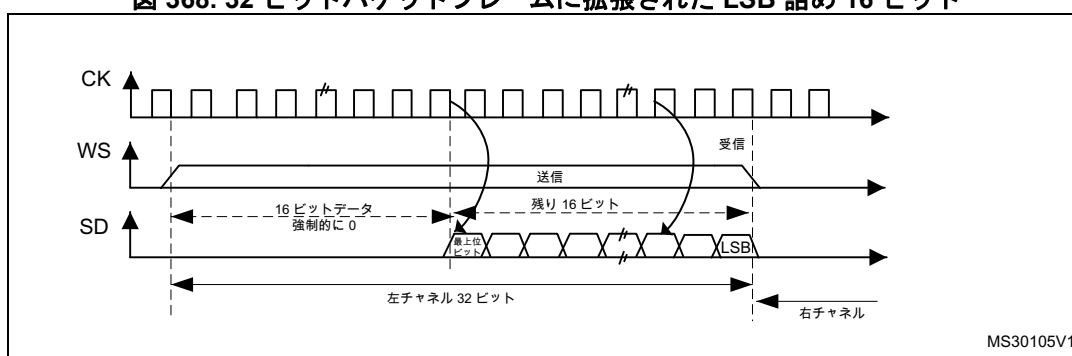 図 368. 32 ビットパケットフレームに拡張された LSB 詰め 16 ビット
CK
受信
WS
送信
16 ビットデータ
強制的に 0
残り 16 ビット
SD
最上位
ビット
LSB
左チャネル 32 ビット
右チャネル
MS30105V1